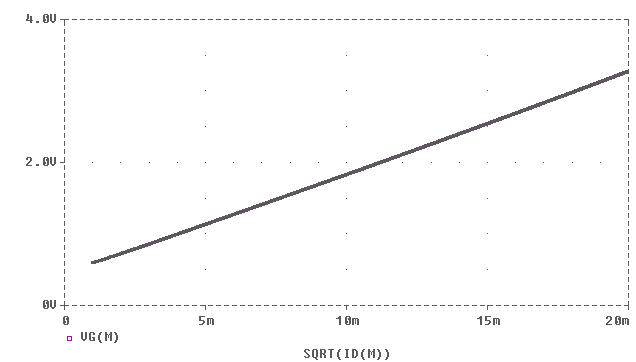 4.0V
2.0V
0V
0 5m 10m 15m 20m
VG(M)
SQRT(ID(M))